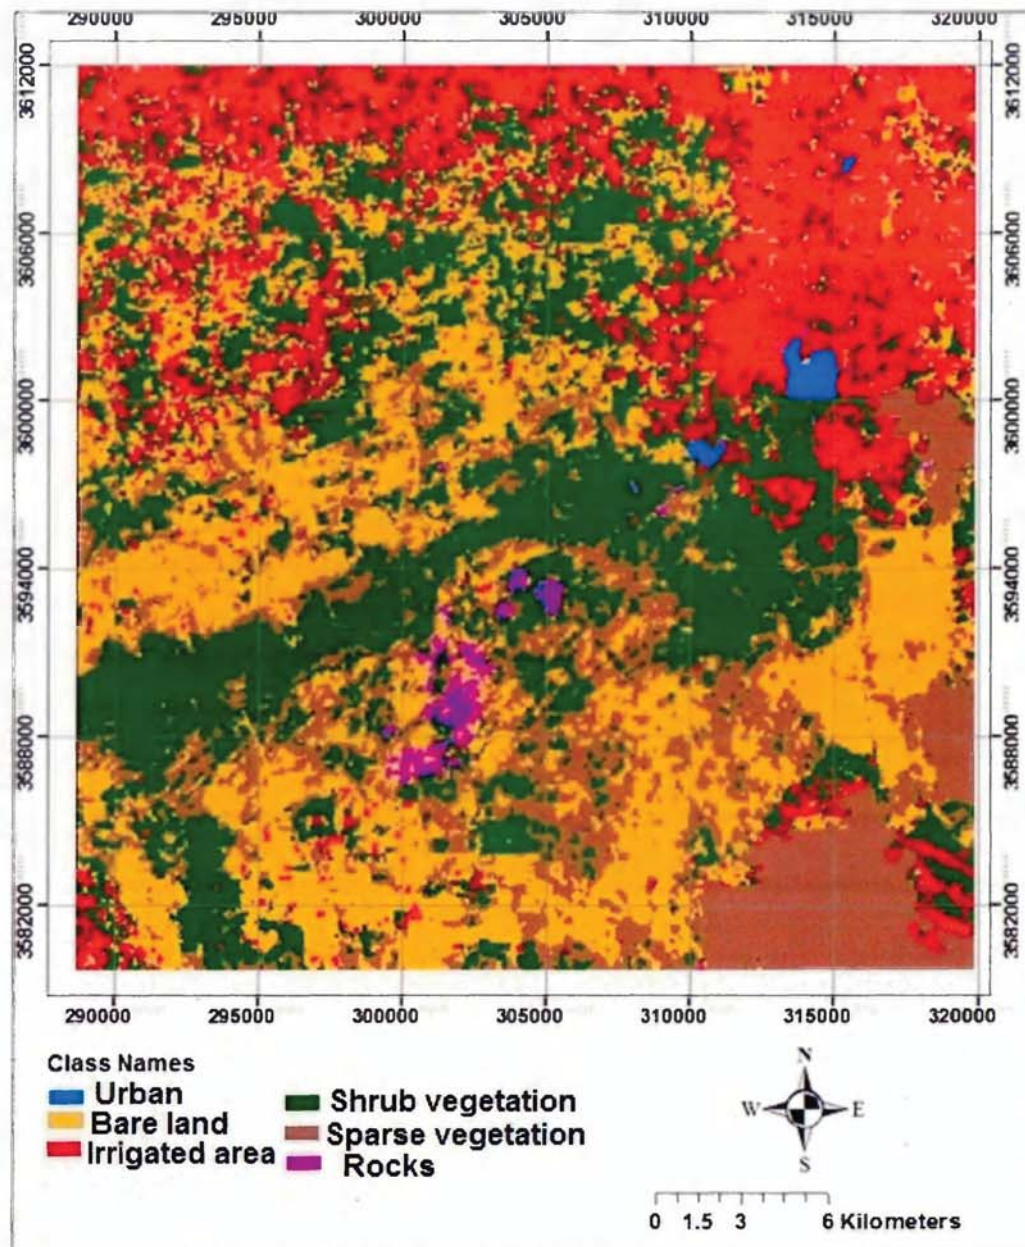 290000 295000 300000 305000 310000 315000 320000
3612000 3612000
3606000 3606000
3600000 3600000
3594000 3594000
3588000 3588000
3582000 3582000
290000 295000 300000 305000 310000 315000 320000
Class Names
Urban
Bare land
Irrigated area
Shrub vegetation
Sparse vegetation
Rocks
N
W E
S
0 1.5 3 6 Kilometers